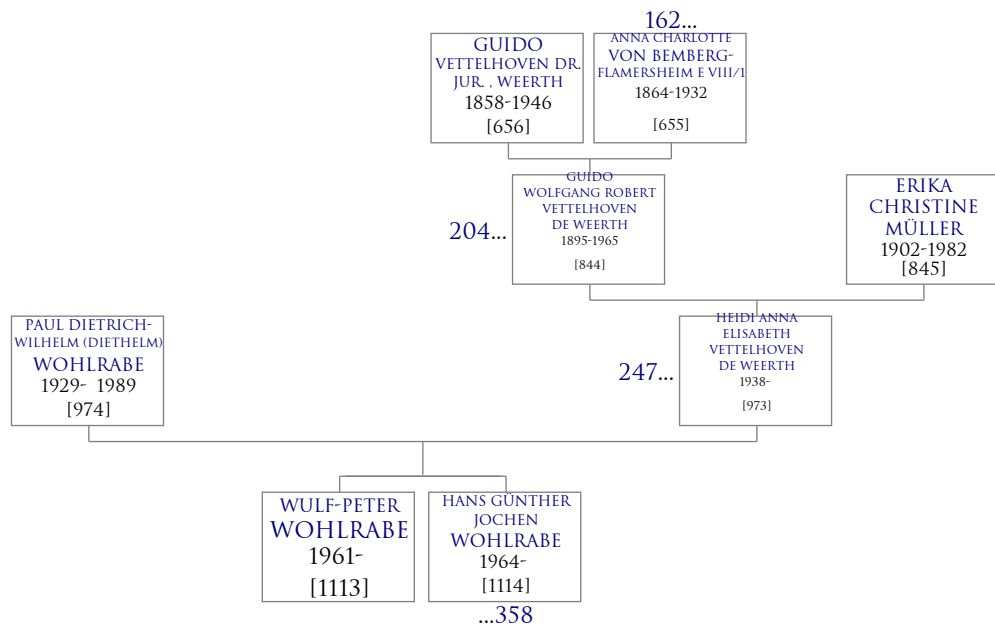 162...
GUIDO
VETTELHOVEN DR.
JUR. , WEERTH
1858-1946
[656]
ANNA CHARLOTTE
VON BEMBERG-
FLAMERSHEIM E VIII/1
1864-1932
[655]
204...
GUIDO
WOLFGANG ROBERT
VETTELHOVEN
DE WEERTH
1895-1965
[844]
ERIKA
CHRISTINE
MÜLLER
1902-1982
[845]
PAUL DIETRICH-
WILHELM (DIETHELM)
WOHLRABE
1929- 1989
[974]
247...
HEIDI ANNA
ELISABETH
VETTELHOVEN
DE WEERTH
1938-
[973]
WULF-PETER
WOHLRABE
1961-
[1113]
HANS GÜNTHER
JOCHEN
WOHLRABE
1964-
[1114]
...358